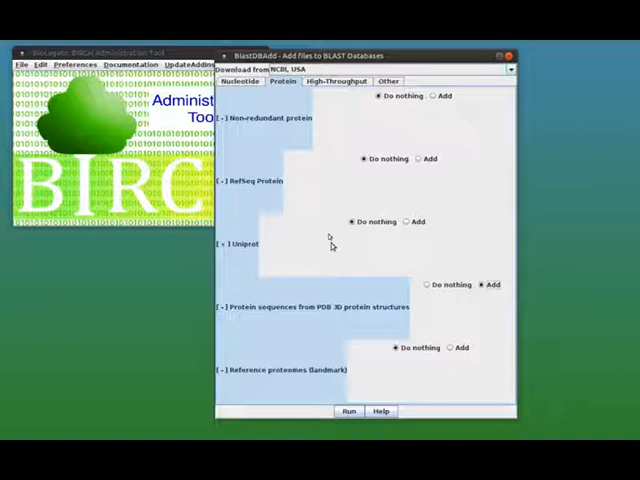 BioLegato: BIRCH Administration Tool
File Edit Preferences Documentation UpdateAddIns
Administ
Too
BIRCH
BlastDBAdd - Add files to BLAST Databases
Download from NCBI, USA
Nucleotide Protein High-Throughput Other
Do nothing Add
[-] Non-redundant protein
Do nothing Add
[-] RefSeq Protein
Do nothing Add
Uniprot
Do nothing Add
[-] Protein sequences from PDB 3D protein structures
Do nothing Add
[-] Reference proteomes (landmark)
Run Help